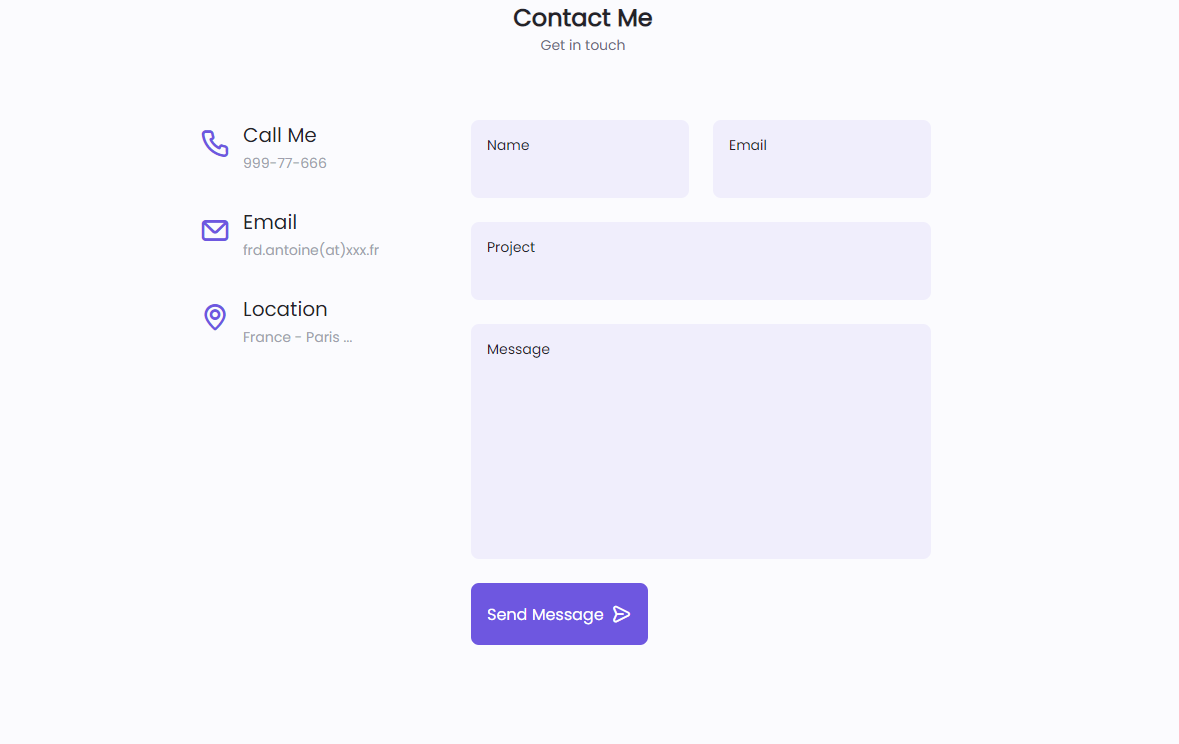 Contact Me
Get in touch
Call Me
999-77-666
Email
frd.antoine(at)xxx.fr
Location
France - Paris ...
Name
Email
Project
Message
Send Message